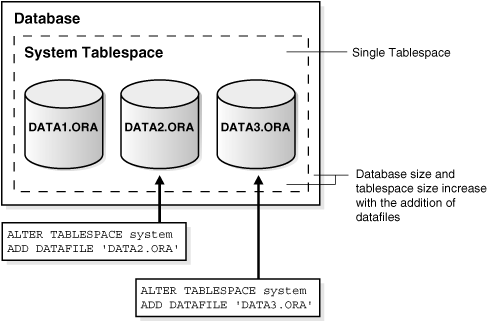 Database
System Tablespace
Single Tablespace
DATA1.ORA
DATA2.ORA
DATA3.ORA
Database size and
tablespace size increase
with the addition of
datafiles
ALTER TABLESPACE system
ADD DATAFILE 'DATA2.ORA'
ALTER TABLESPACE system
ADD DATAFILE 'DATA3.ORA'